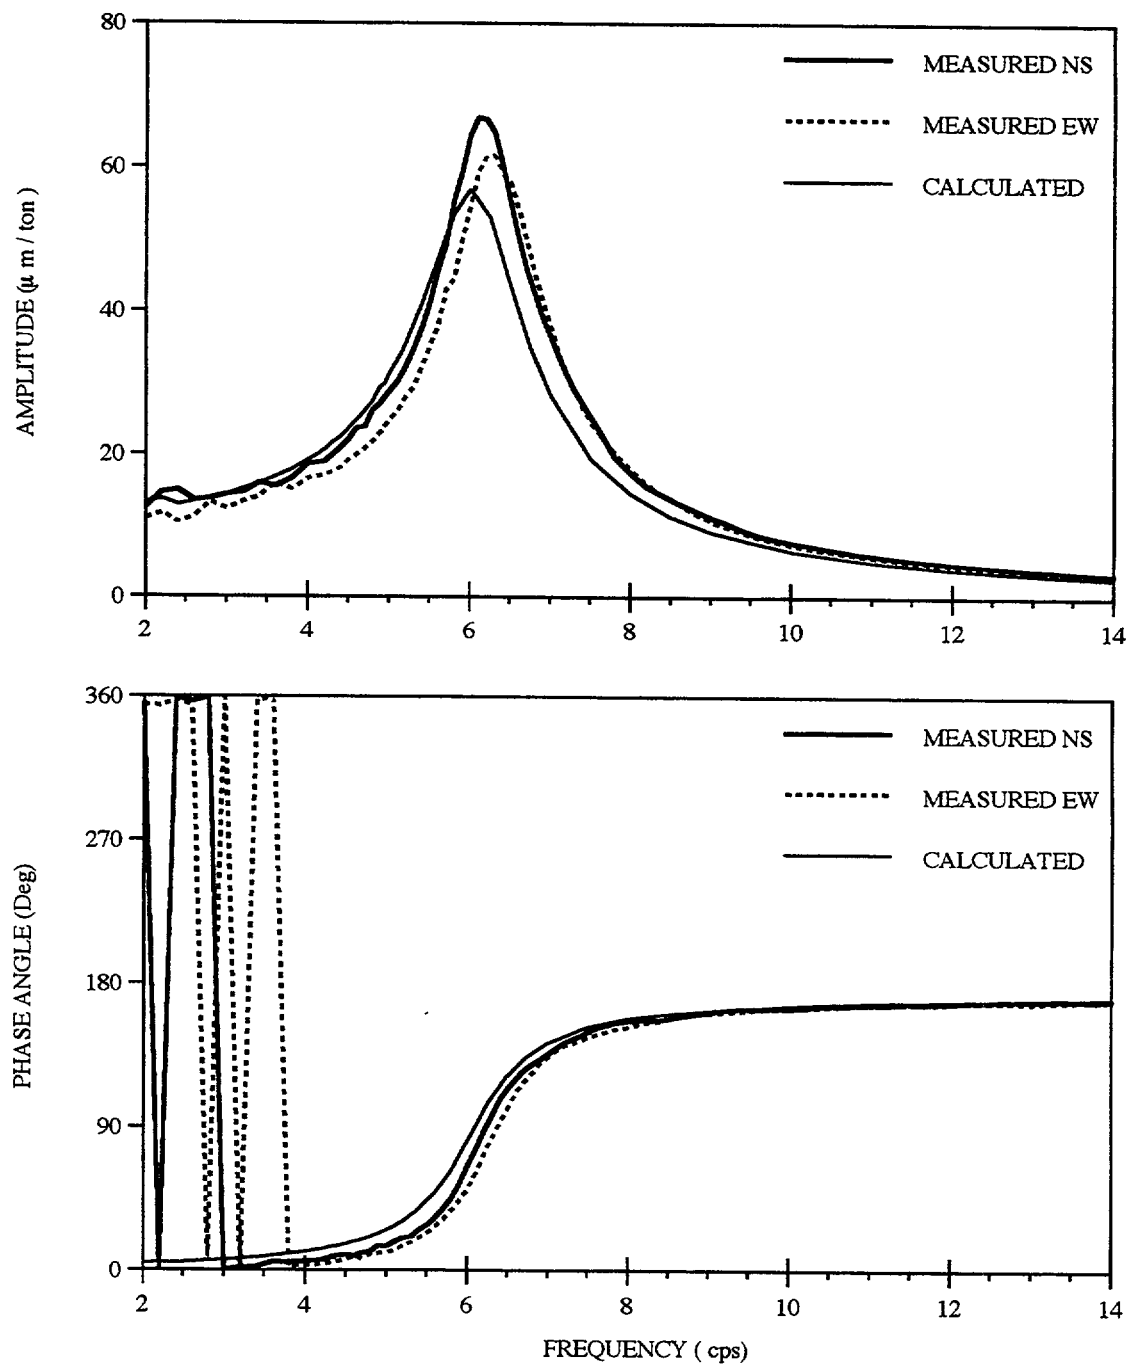 80
MEASURED NS
MEASURED EW
60
CALCULATED
AMPLITUDE (μ m / ton )
40
20
0
2 4 6 8 10 12 14
360
MEASURED NS
MEASURED EW
270
CALCULATED
PHASE ANGLE (Deg)
180
90
0
2 4 6 8 10 12 14
FREQUENCY ( cps)